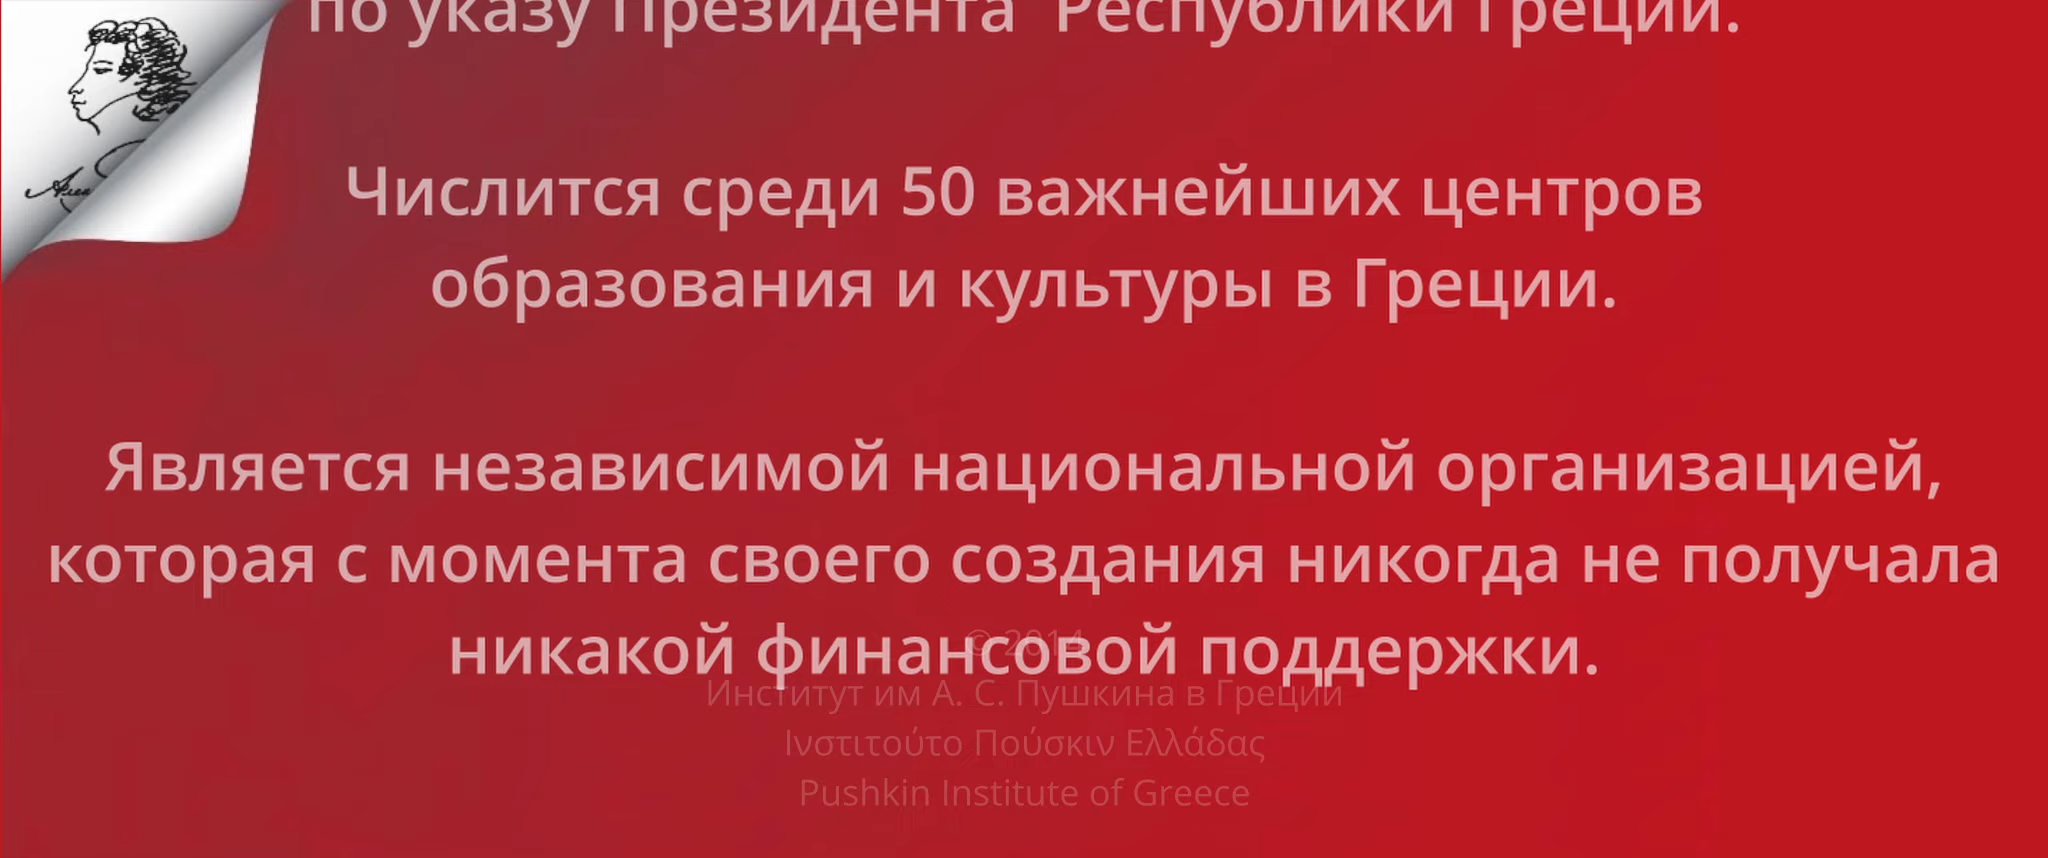 по указу Президента Республики Греции.
Числится среди 50 важнейших центров
образования и культуры в Греции.
Является независимой национальной организацией,
которая с момента своего создания никогда не получала
никакой финансовой поддержки.
© 2014
Институт им А. С. Пушкина в Греции
Ινστιτούτο Πούσκιν Ελλάδας
Pushkin Institute of Greece